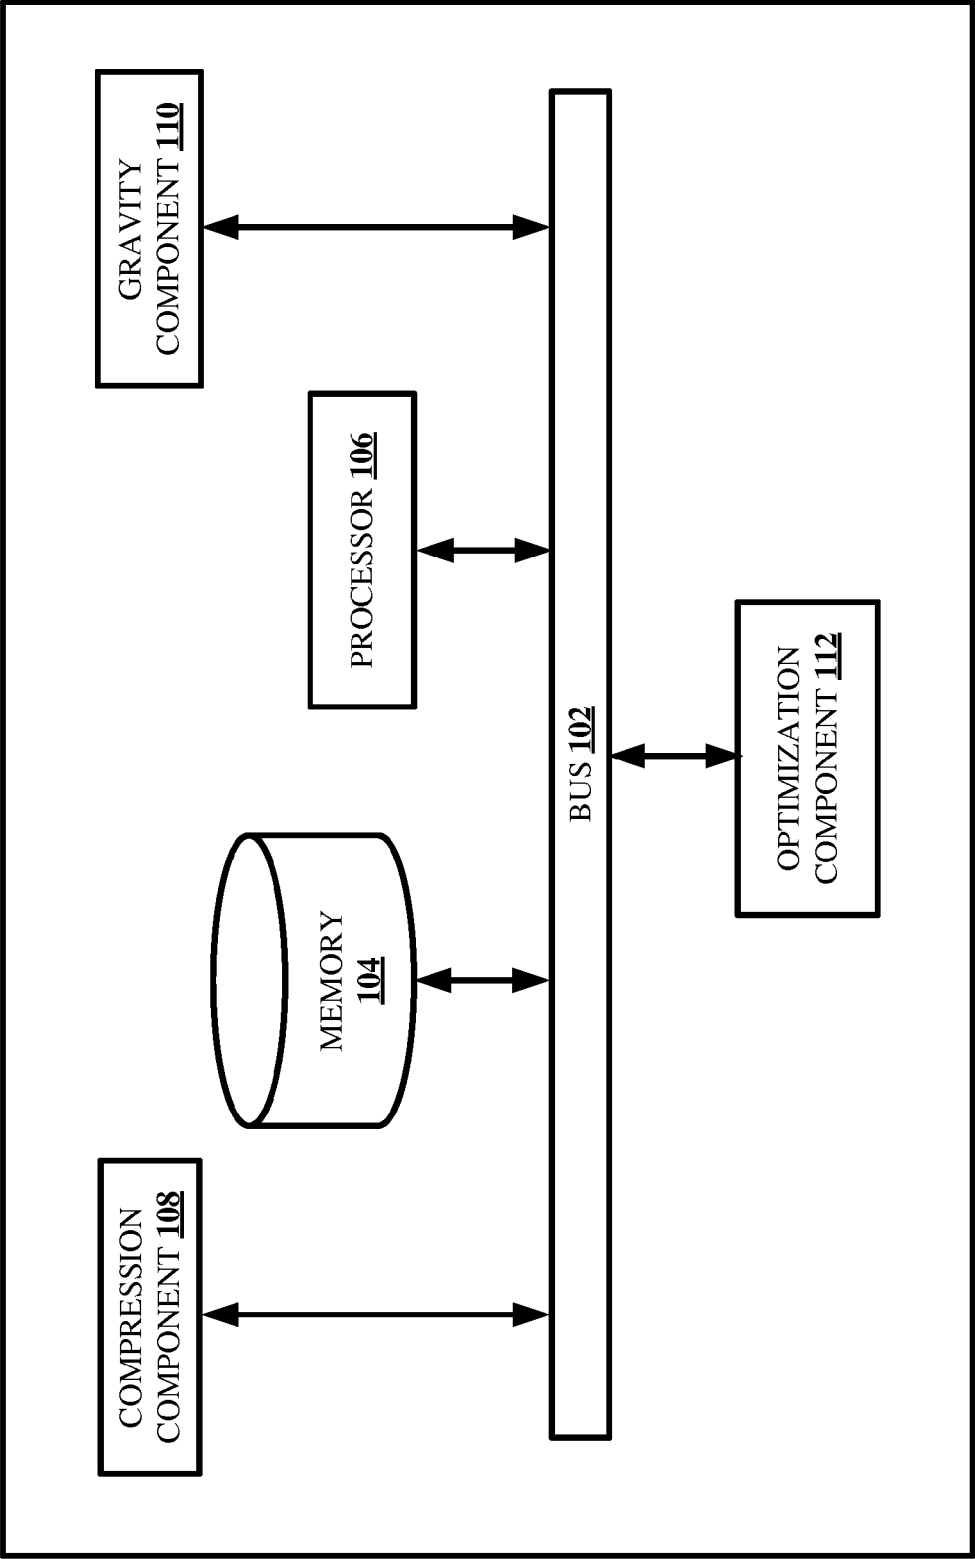 COMPRESSION
COMPONENT 108
MEMORY
104
PROCESSOR 106
GRAVITY
COMPONENT 110
BUS 102
OPTIMIZATION
COMPONENT 112